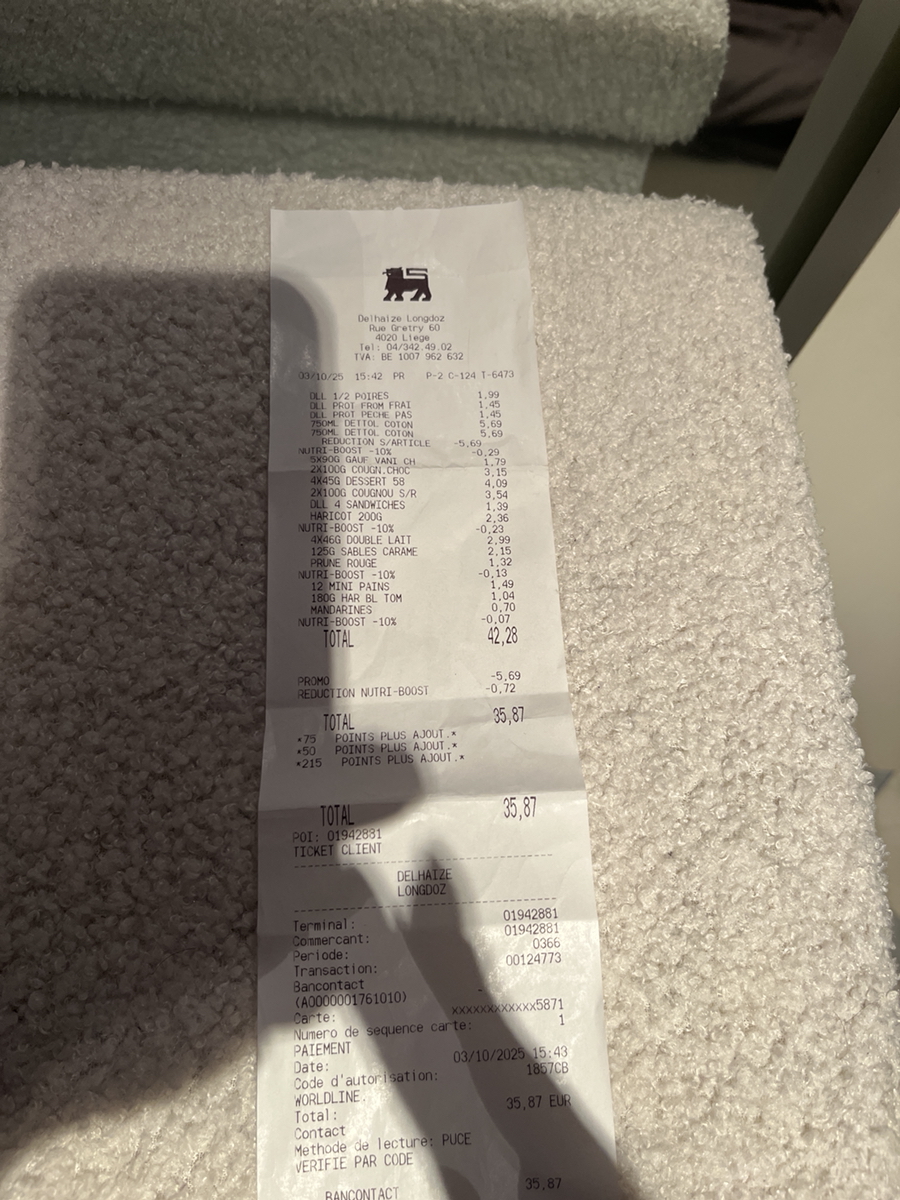 Delhaize Longdoz
Rue Gretry 60
4020 Liege
Tel: 04/342.49.02
TVA: BE 1007 962 632
03/10/25 15:42 PR P-2 C-124 T-6473
DLL 1/2 POIRES 1,99
DLL PROT FROM FRAI 1,45
DLL PROT PECHE PAS 1,45
750ML DETTOL COTON 5,69
750ML DETTOL COTON 5,69
REDUCTION S/ARTICLE -5,69
NUTRI-BOOST -10% -0,29
5X90G GAUF VANI CH 1,79
2X100G COUGN.CHOC 3,15
4X45G DESSERT 58 4,09
2X100G COUGNOU S/R 3,54
DLL 4 SANDWICHES 1,39
HARICOT 200G 2,36
NUTRI-BOOST -10% -0,23
4X46G DOUBLE LAIT 2,99
125G SABLES CARAME 2,15
PRUNE ROUGE 1,32
NUTRI-BOOST -10% -0,13
12 MINI PAINS 1,49
180G HAR BL TOM 1,04
MANDARINES 0,70
NUTRI-BOOST -10% -0,07
TOTAL 42,28
PROMO -5,69
REDUCTION NUTRI-BOOST -0,72
TOTAL 35,87
*75 POINTS PLUS AJOUT.*
*50 POINTS PLUS AJOUT.*
*215 POINTS PLUS AJOUT.*
TOTAL 35,87
POI: 01942881
TICKET CLIENT
DELHAIZE
LONGDOZ
Terminal: 01942881
Commercant: 01942881
Periode: 0366
Transaction: 00124773
Bancontact -
(A0000001761010)
Carte: xxxxxxxxxxxx5871
Numero de sequence carte: 1
PAIEMENT
Date: 03/10/2025 15:43
Code d'autorisation: 1857CB
WORLDLINE.
Total: 35,87 EUR
Contact
Methode de lecture: PUCE
VERIFIE PAR CODE
BANCONTACT 35,87